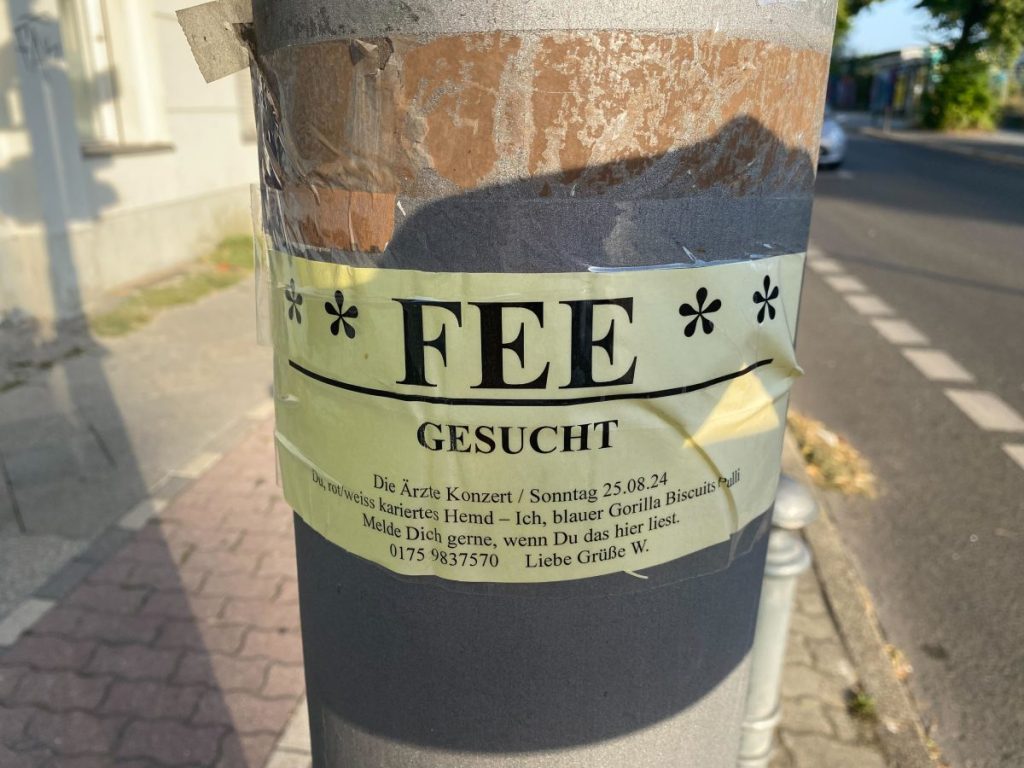 * * FEE * *
GESUCHT
Die Ärzte Konzert / Sonntag 25.08.24
Du, rot/weiss kariertes Hemd – Ich, blauer Gorilla Biscuits Pulli
Melde Dich gerne, wenn Du das hier liest.
0175 9837570 Liebe Grüße W.